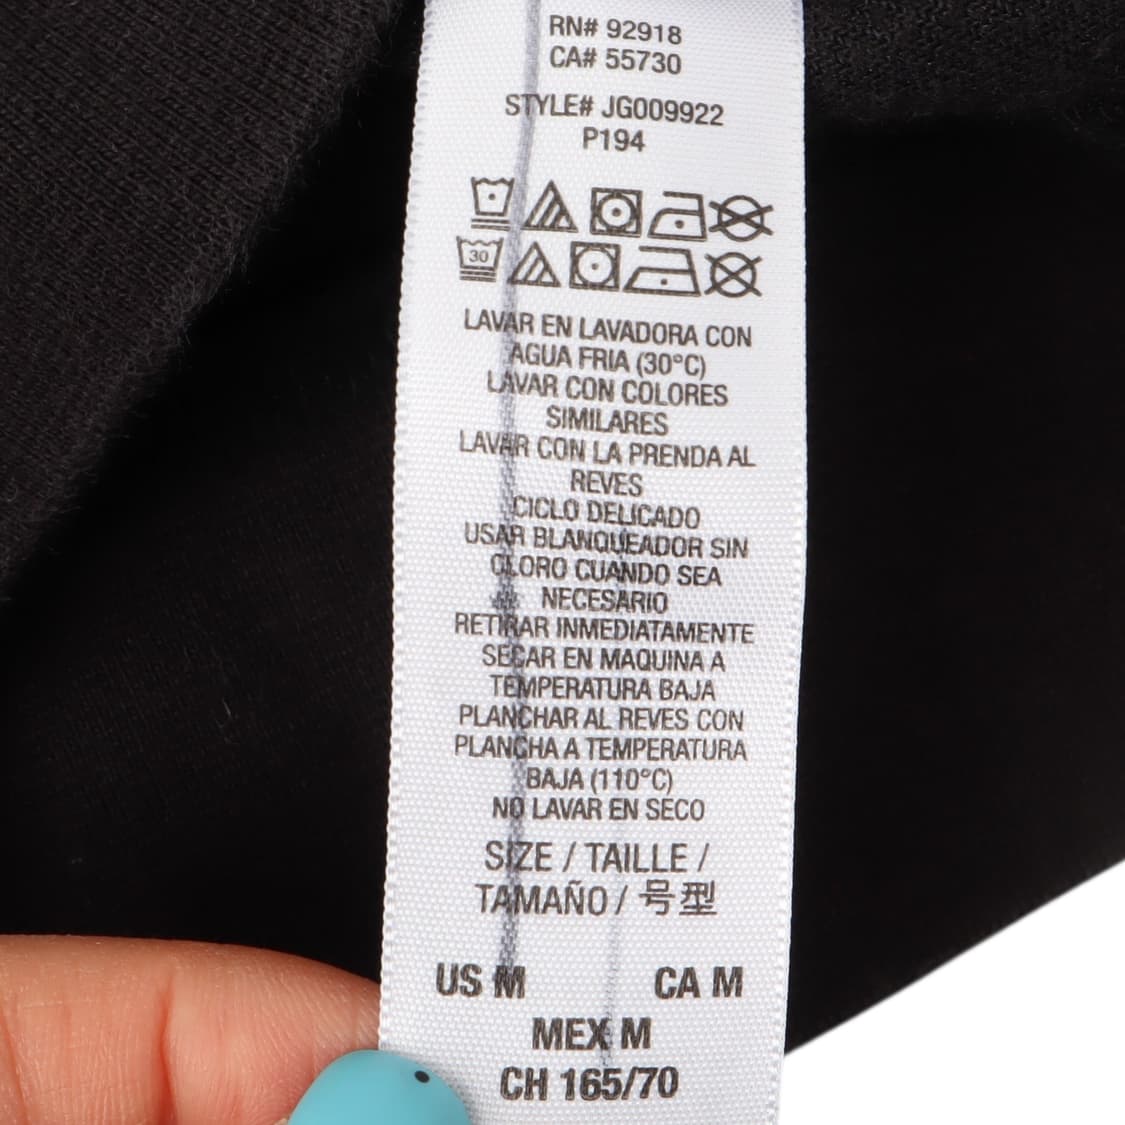 RN# 92918
CA# 55730
STYLE# JG009922
P194
30
LAVAR EN LAVADORA CON
AGUA FRIA (30°C)
LAVAR CON COLORES
SIMILARES
LAVAR CON LA PRENDA AL
REVES
CICLO DELICADO
USAR BLANQUEADOR SIN
CLORO CUANDO SEA
NECESARIO
RETIRAR INMEDIATAMENTE
SECAR EN MAQUINA A
TEMPERATURA BAJA
PLANCHAR AL REVES CON
PLANCHA A TEMPERATURA
BAJA (110°C)
NO LAVAR EN SECO
SIZE / TAILLE /
TAMAÑO / 号型
US M CA M
MEX M
CH 165/70